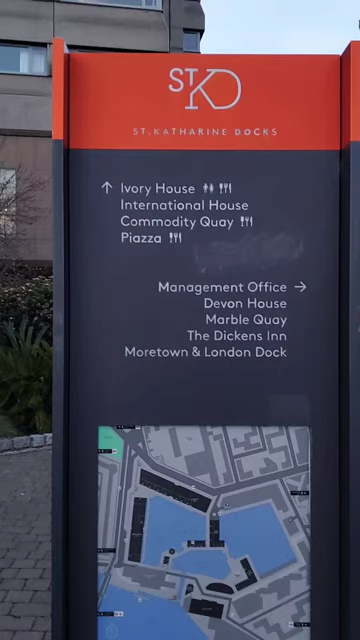 STKD
ST. KATHARINE DOCKS
↑ Ivory House
International House
Commodity Quay
Piazza
Management Office →
Devon House
Marble Quay
The Dickens Inn
Moretown & London Dock